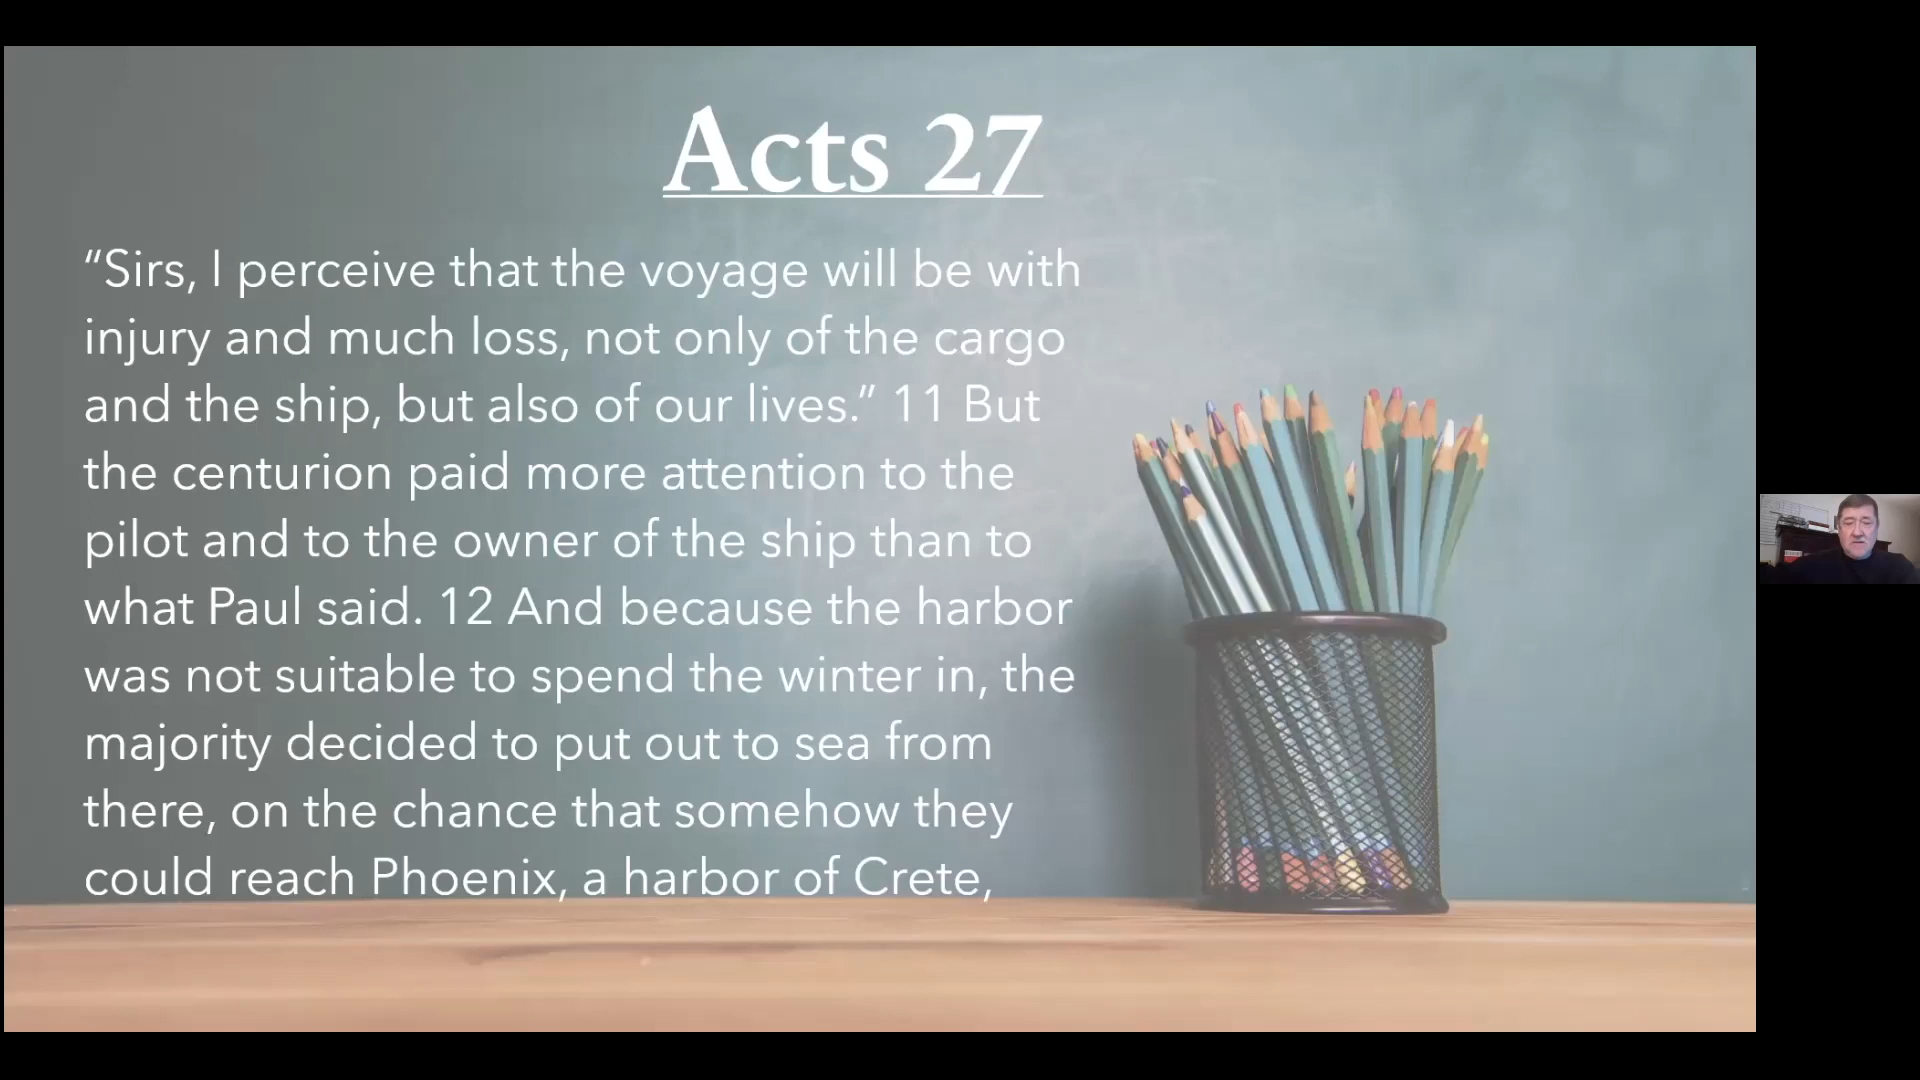 Acts 27
“Sirs, I perceive that the voyage will be with
injury and much loss, not only of the cargo
and the ship, but also of our lives.” 11 But
the centurion paid more attention to the
pilot and to the owner of the ship than to
what Paul said. 12 And because the harbor
was not suitable to spend the winter in, the
majority decided to put out to sea from
there, on the chance that somehow they
could reach Phoenix, a harbor of Crete,